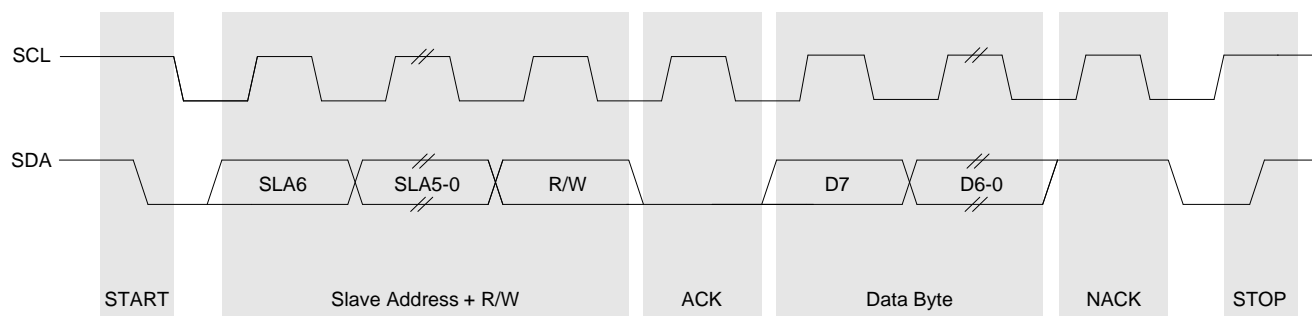 SCL
SDA
SLA6 SLA5-0 R/W D7 D6-0
START Slave Address + R/W ACK Data Byte NACK STOP